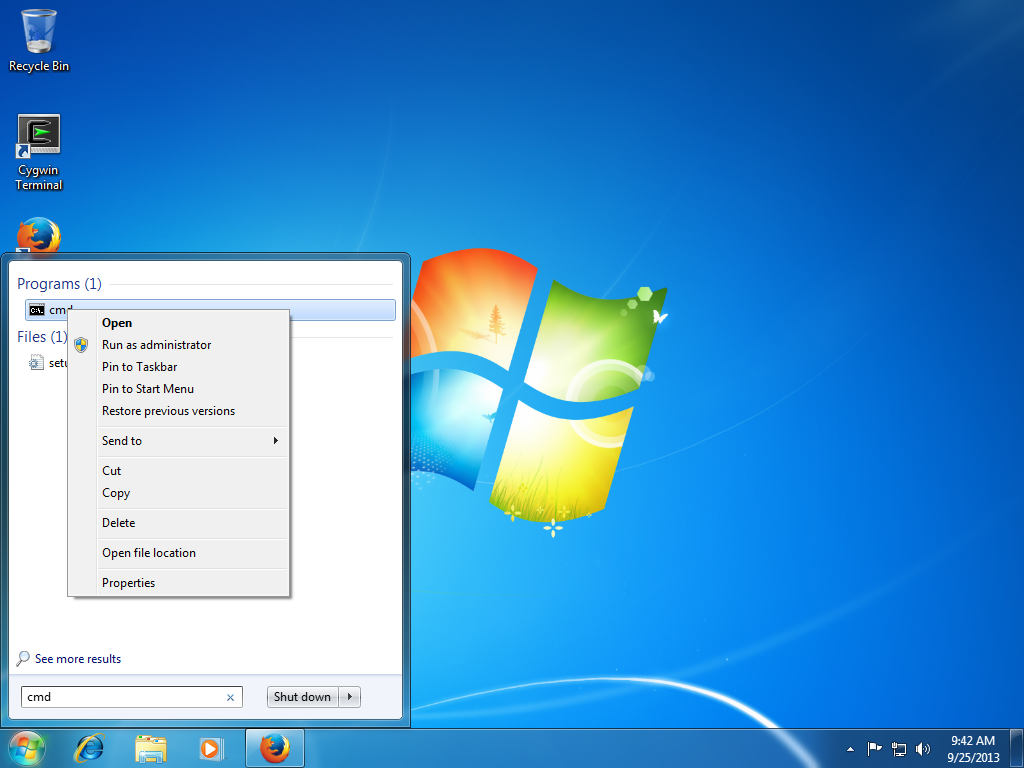 Recycle Bin
Cygwin
Terminal
Programs (1)
cmd
Files (1)
Open
Run as administrator
Pin to Taskbar
Pin to Start Menu
Restore previous versions
Send to
Cut
Copy
Delete
Open file location
Properties
See more results
cmd
Shut down
9:42 AM
9/25/2013